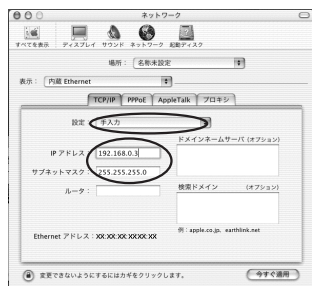 ネットワーク
すべてを表示 ディスプレイ サウンド ネットワーク 起動ディスク
場所： 名称未設定
表示： 内蔵 Ethernet
TCP/IP PPPoE AppleTalk プロキシ
設定： 手入力
ドメインネームサーバ (オプション)
IP アドレス： 192.168.0.3
サブネットマスク： 255.255.255.0
ルータ：
検索ドメイン (オプション)
Ethernet アドレス：XX:XX:XX:XX:XX:XX
例：apple.co.jp, earthlink.net
変更できないようにするにはカギをクリックします。
今すぐ適用